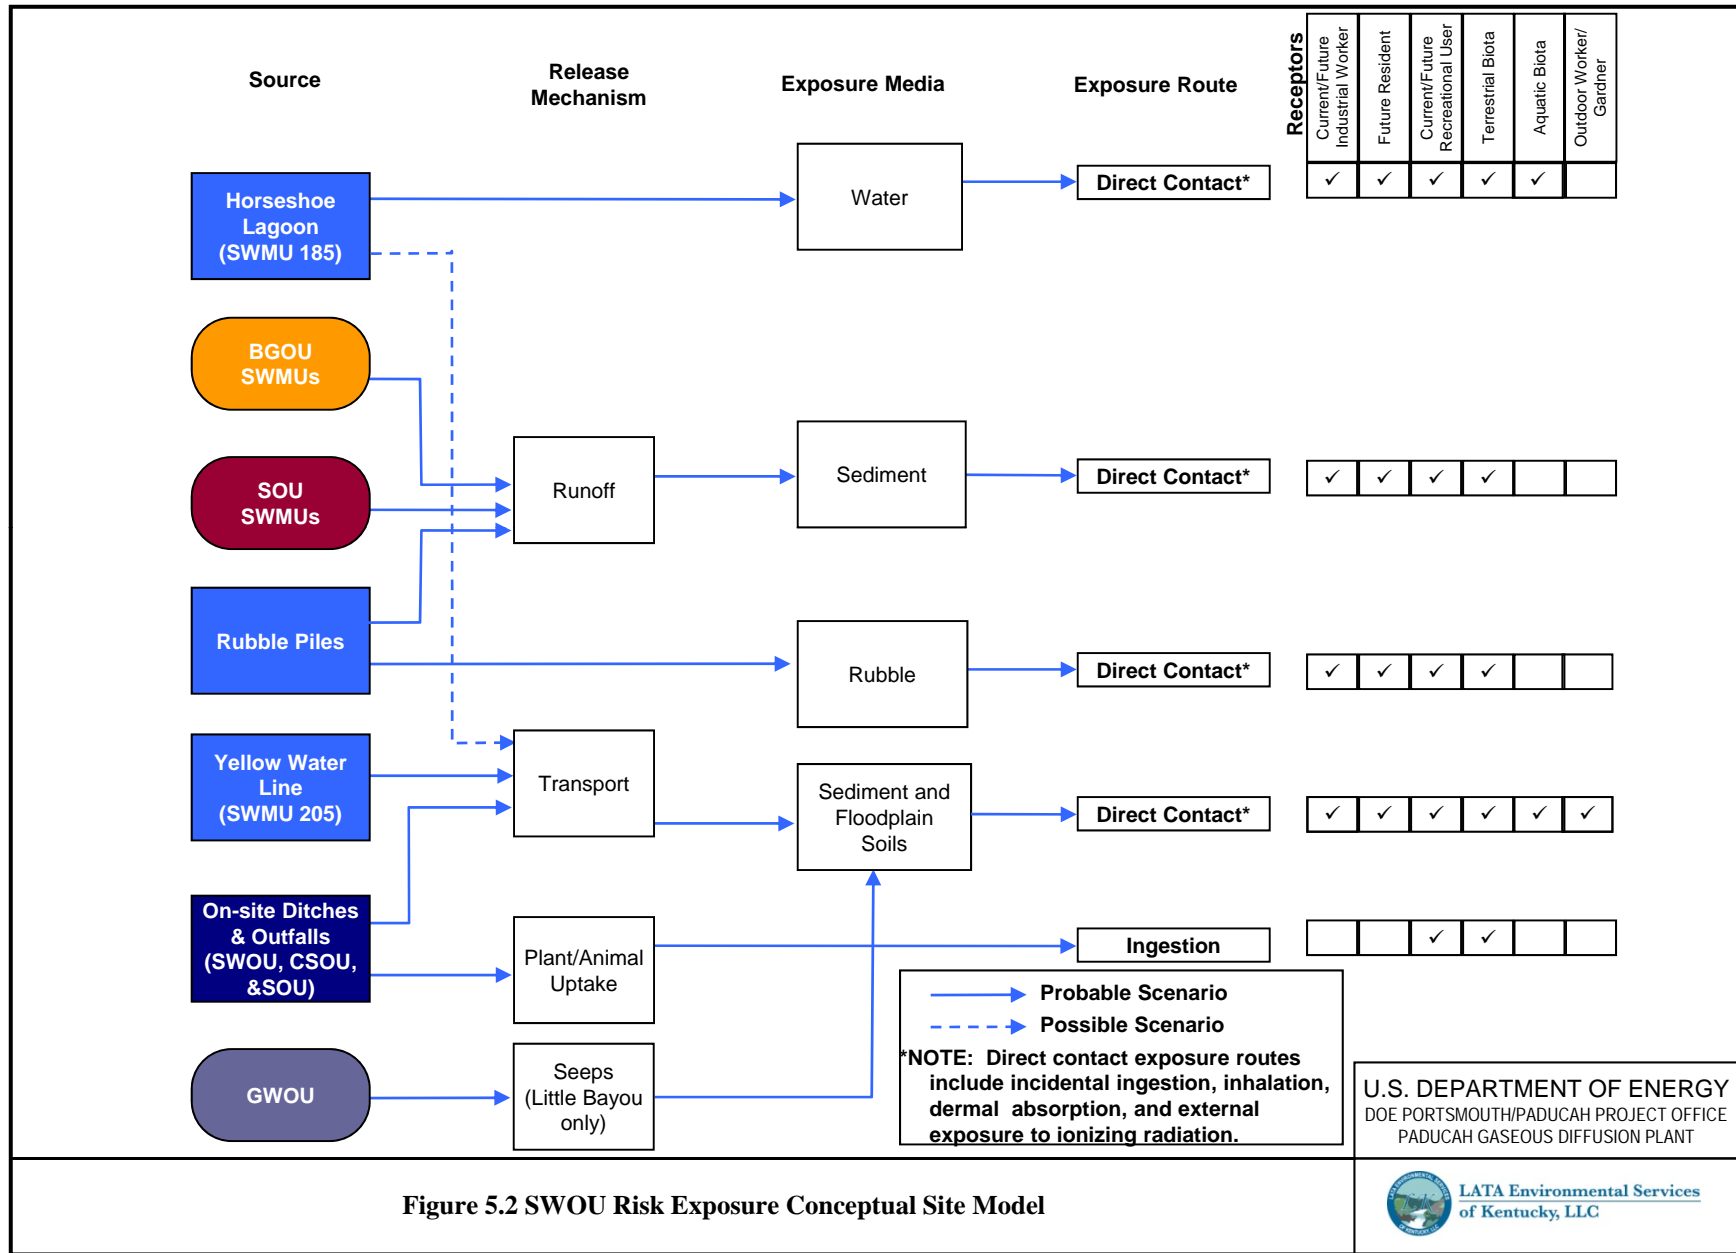 Source
Release
Mechanism
Exposure Media
Exposure Route
Receptors
Current/Future
Industrial Worker
Future Resident
Current/Future
Recreational User
Terrestrial Biota
Aquatic Biota
Outdoor Worker/
Gardner
Horseshoe
Lagoon
(SWMU 185)
Water
Direct Contact*
✓ ✓ ✓ ✓ ✓
BGOU
SWMUs
SOU
SWMUs
Runoff
Sediment
Direct Contact*
✓ ✓ ✓ ✓
Rubble Piles
Rubble
Direct Contact*
✓ ✓ ✓ ✓
Yellow Water
Line
(SWMU 205)
Transport
Sediment and
Floodplain
Soils
Direct Contact*
✓ ✓ ✓ ✓ ✓ ✓
On-site Ditches
& Outfalls
(SWOU, CSOU,
&SOU)
Plant/Animal
Uptake
Ingestion
✓ ✓
GWOU
Seeps
(Little Bayou
only)
Probable Scenario
Possible Scenario
*NOTE: Direct contact exposure routes
include incidental ingestion, inhalation,
dermal absorption, and external
exposure to ionizing radiation.
U.S. DEPARTMENT OF ENERGY
DOE PORTSMOUTH/PADUCAH PROJECT OFFICE
PADUCAH GASEOUS DIFFUSION PLANT
Figure 5.2 SWOU Risk Exposure Conceptual Site Model
LATA Environmental Services
of Kentucky, LLC